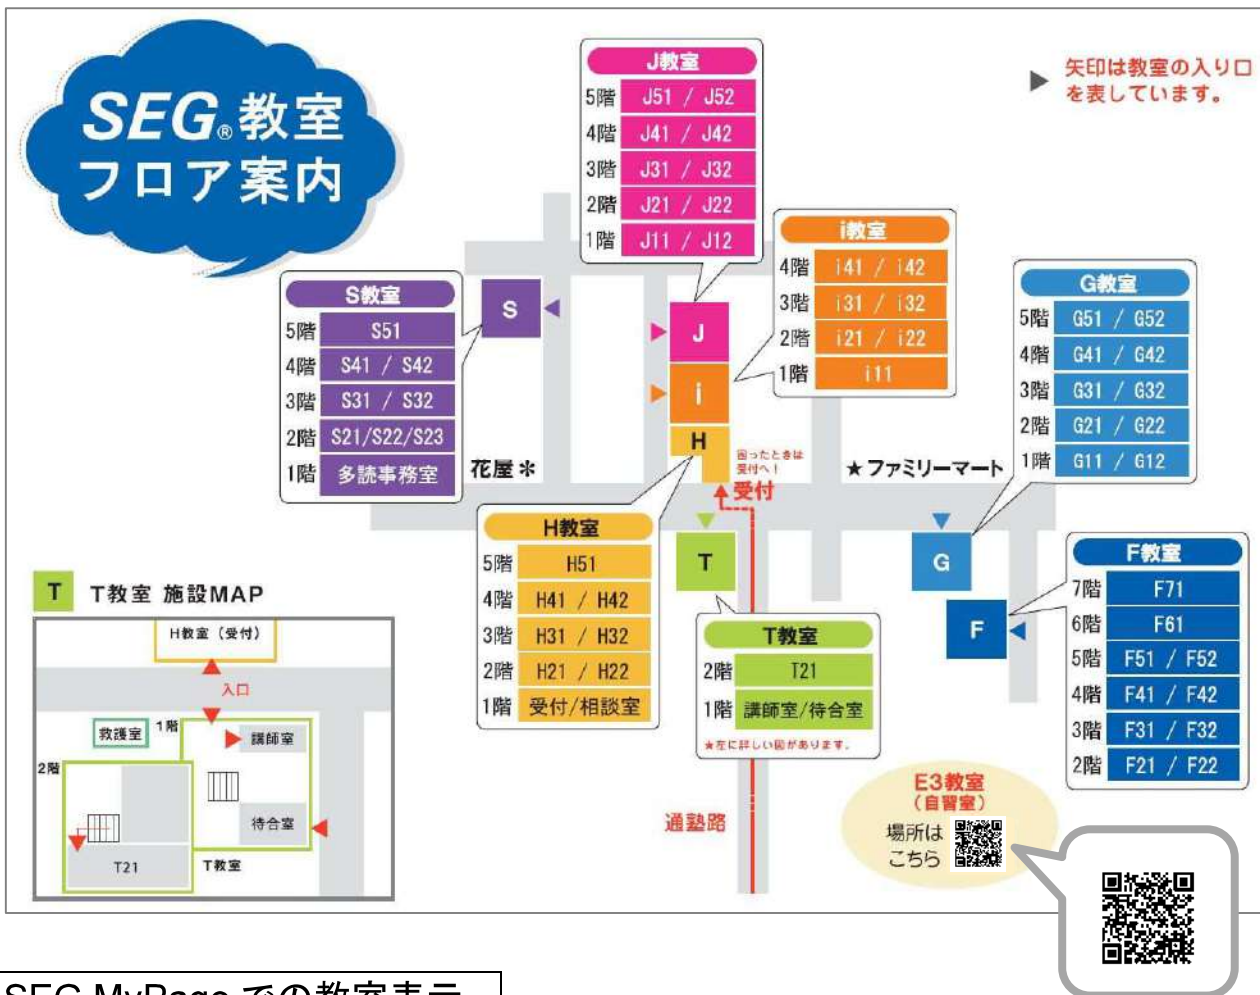 SEG®教室
フロア案内
▶ 矢印は教室の入り口
を表しています。
J教室
5階 J51 / J52
4階 J41 / J42
3階 J31 / J32
2階 J21 / J22
1階 J11 / J12
i教室
4階 i41 / i42
3階 i31 / i32
2階 i21 / i22
1階 i11
S教室
5階 S51
4階 S41 / S42
3階 S31 / S32
2階 S21/S22/S23
1階 多読事務室
G教室
5階 G51 / G52
4階 G41 / G42
3階 G31 / G32
2階 G21 / G22
1階 G11 / G12
S
J
i
H
花屋＊
困ったときは
受付へ！
受付
★ファミリーマート
H教室
5階 H51
4階 H41 / H42
3階 H31 / H32
2階 H21 / H22
1階 受付/相談室
T
G
F
F教室
7階 F71
6階 F61
5階 F51 / F52
4階 F41 / F42
3階 F31 / F32
2階 F21 / F22
T教室
2階 T21
1階 講師室/待合室
★左に詳しい図があります。
T T教室 施設MAP
H教室（受付）
入口
救護室
1階
講師室
2階
待合室
T21
T教室
通塾路
E3教室
（自習室）
場所は
こちら
SEG MyPage での教室表示